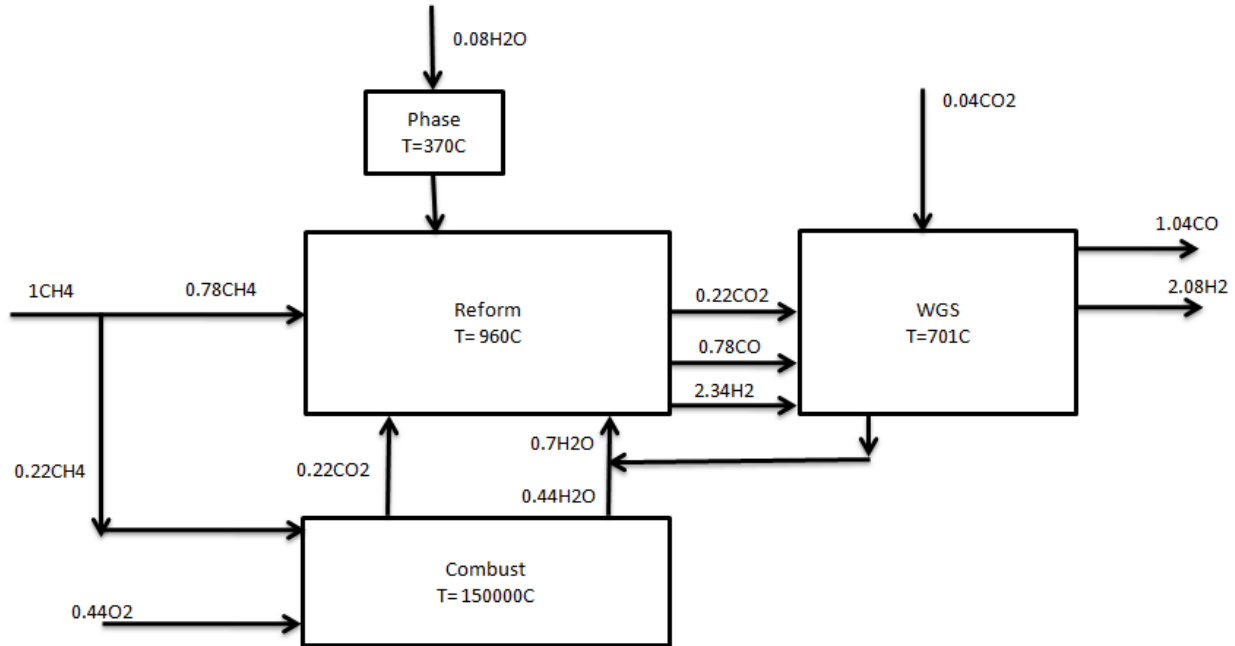 0.08H2O
Phase
T=370C
0.04CO2
1CH4
0.78CH4
Reform
T= 960C
0.22CO2
0.78CO
2.34H2
WGS
T=701C
1.04CO
2.08H2
0.22CH4
0.22CO2
0.7H2O
0.44H2O
Combust
T= 150000C
0.44O2